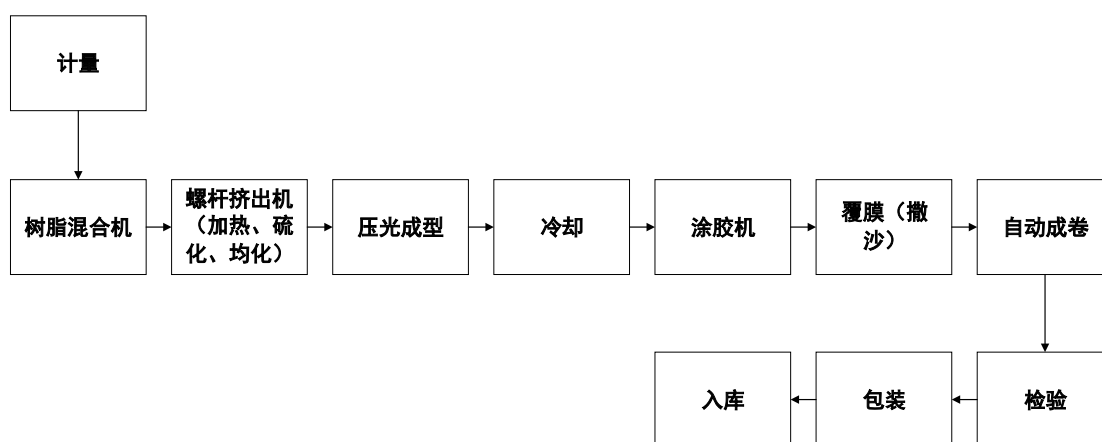 计量
树脂混合机
螺杆挤出机
（加热、硫
化、均化）
压光成型
冷却
涂胶机
覆膜（撒
沙）
自动成卷
检验
包装
入库